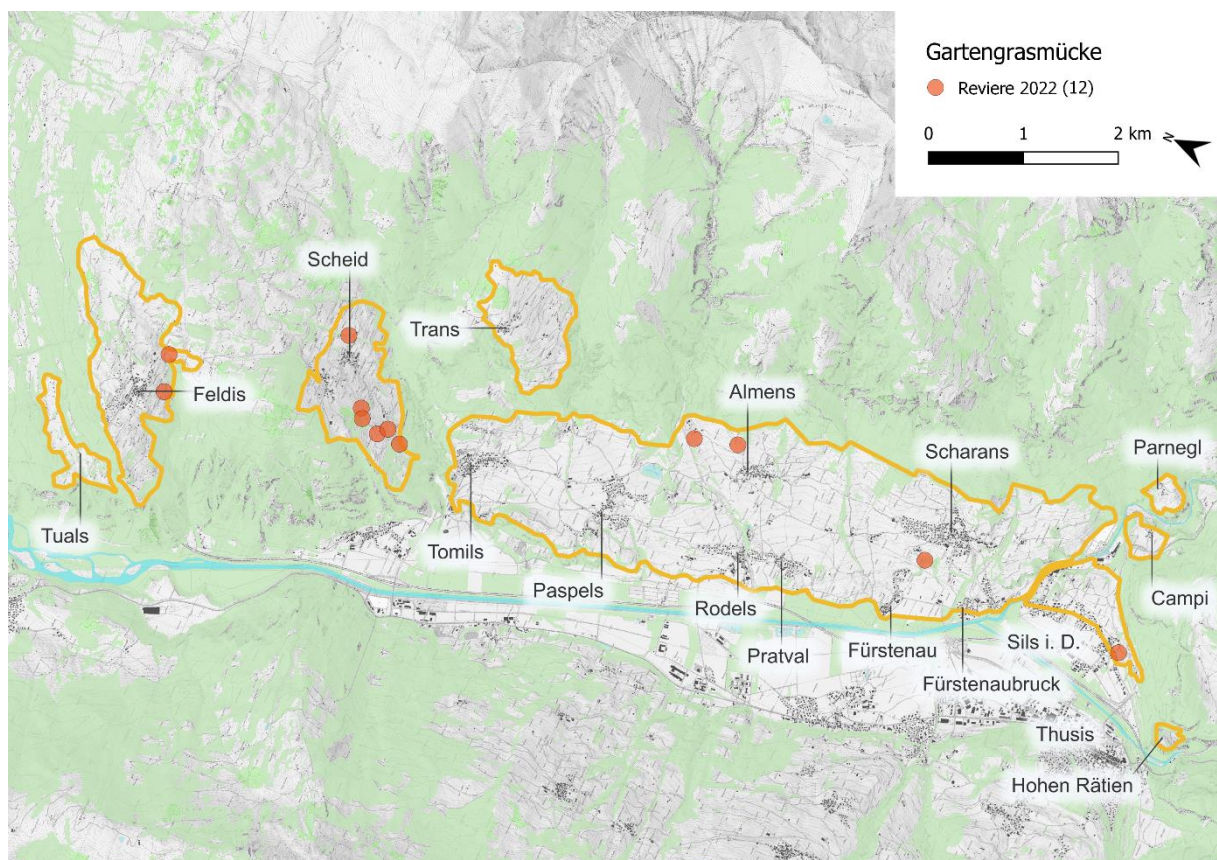 Gartengrasmücke
Reviere 2022 (12)
0 1 2 km
N
Scheid
Trans
Feldis
Almens
Scharans
Parnegl
Tuals
Tomils
Paspels
Rodels
Pratval
Fürstenau
Fürstenaubruck
Sils i. D.
Campi
Thusis
Hohen Rätien